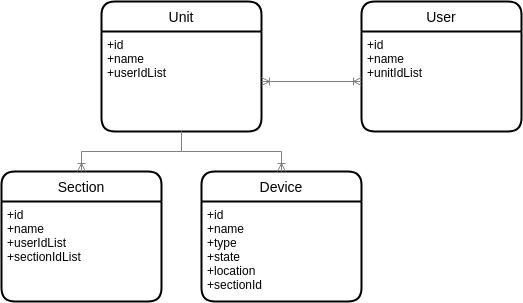 Unit
+id
+name
+userIdList
User
+id
+name
+unitIdList
Section
+id
+name
+userIdList
+sectionIdList
Device
+id
+name
+type
+state
+location
+sectionId